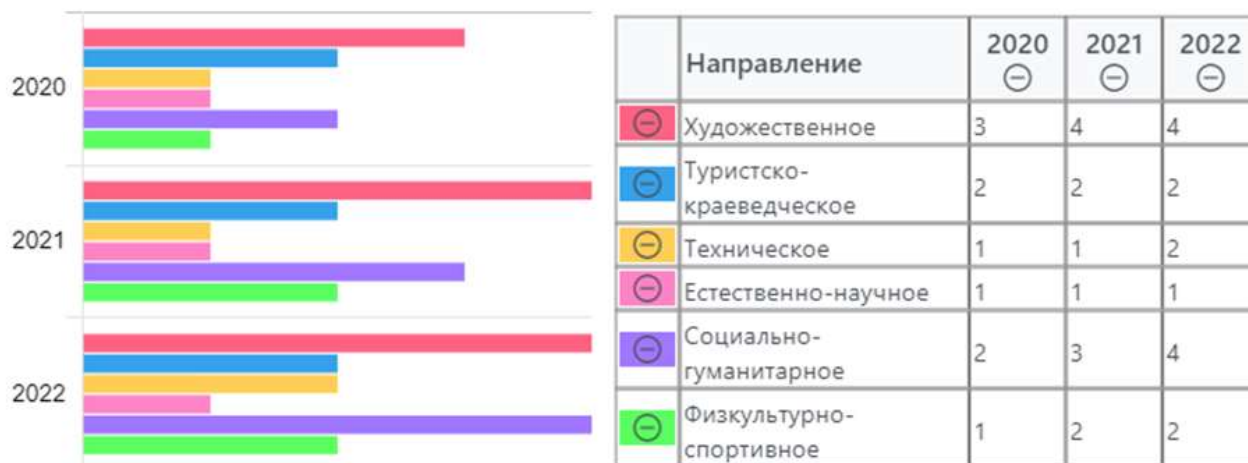 2020
2021
2022
Направление 2020 2021 2022
Художественное 3 4 4
Туристско-
краеведческое 2 2 2
Техническое 1 1 2
Естественно-научное 1 1 1
Социально-
гуманитарное 2 3 4
Физкультурно-
спортивное 1 2 2